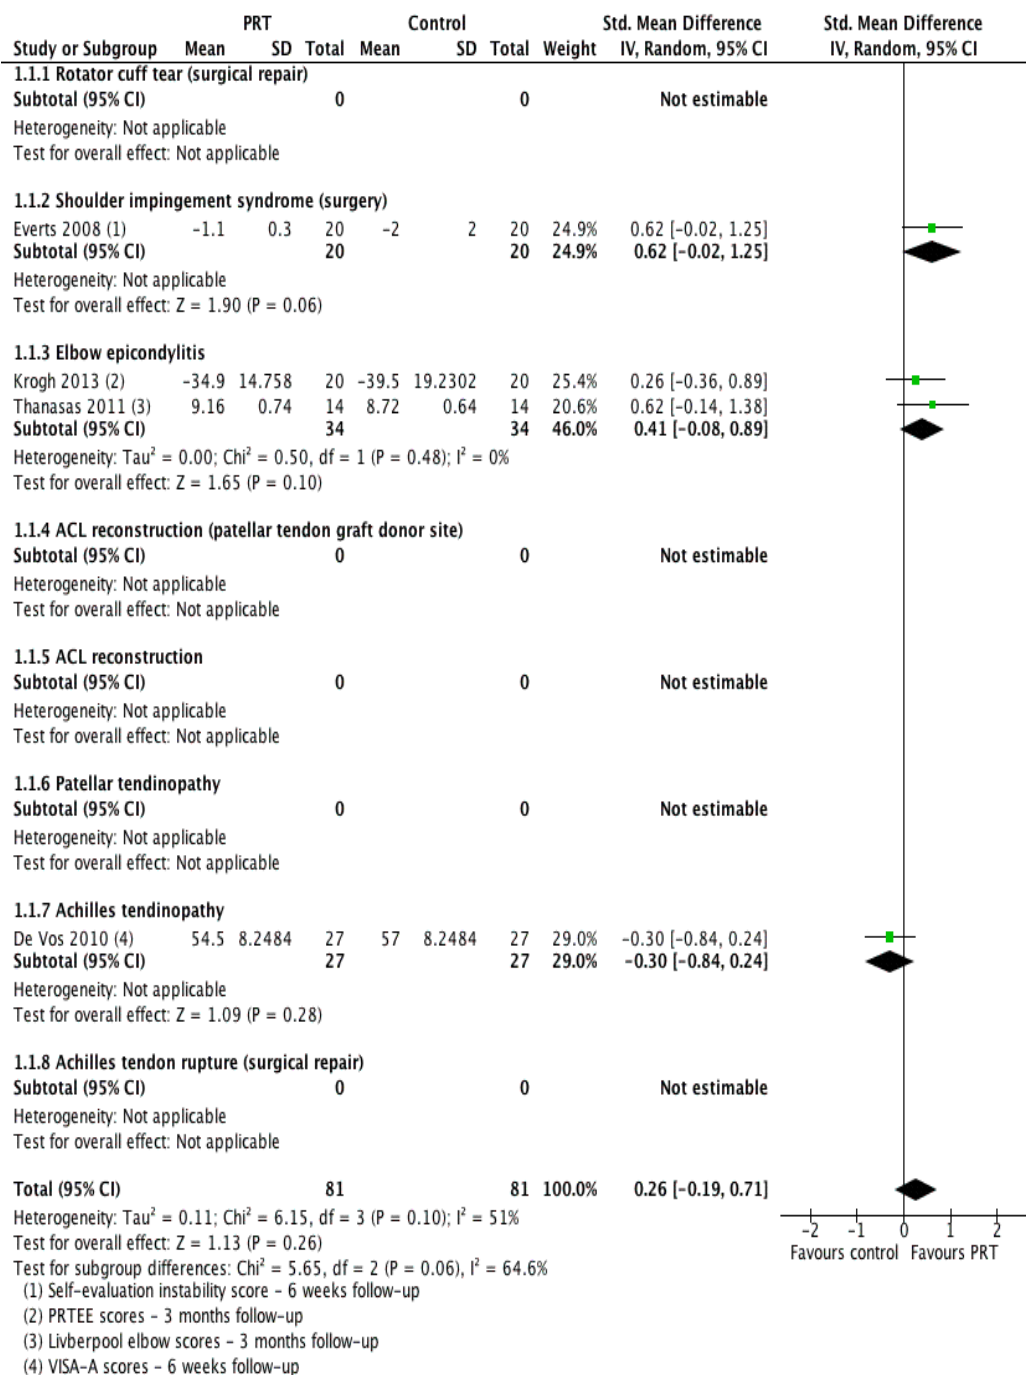 PRT Control Std. Mean Difference Std. Mean Difference
Study or Subgroup Mean SD Total Mean SD Total Weight IV, Random, 95% CI IV, Random, 95% CI
1.1.1 Rotator cuff tear (surgical repair)
Subtotal (95% CI) 0 0 Not estimable
Heterogeneity: Not applicable
Test for overall effect: Not applicable
1.1.2 Shoulder impingement syndrome (surgery)
Everts 2008 (1) −1.1 0.3 20 −2 2 20 24.9% 0.62 [−0.02, 1.25]
Subtotal (95% CI) 20 20 24.9% 0.62 [−0.02, 1.25]
Heterogeneity: Not applicable
Test for overall effect: Z = 1.90 (P = 0.06)
1.1.3 Elbow epicondylitis
Krogh 2013 (2) −34.9 14.758 20 −39.5 19.2302 20 25.4% 0.26 [−0.36, 0.89]
Thanasas 2011 (3) 9.16 0.74 14 8.72 0.64 14 20.6% 0.62 [−0.14, 1.38]
Subtotal (95% CI) 34 34 46.0% 0.41 [−0.08, 0.89]
Heterogeneity: Tau² = 0.00; Chi² = 0.50, df = 1 (P = 0.48); I² = 0%
Test for overall effect: Z = 1.65 (P = 0.10)
1.1.4 ACL reconstruction (patellar tendon graft donor site)
Subtotal (95% CI) 0 0 Not estimable
Heterogeneity: Not applicable
Test for overall effect: Not applicable
1.1.5 ACL reconstruction
Subtotal (95% CI) 0 0 Not estimable
Heterogeneity: Not applicable
Test for overall effect: Not applicable
1.1.6 Patellar tendinopathy
Subtotal (95% CI) 0 0 Not estimable
Heterogeneity: Not applicable
Test for overall effect: Not applicable
1.1.7 Achilles tendinopathy
De Vos 2010 (4) 54.5 8.2484 27 57 8.2484 27 29.0% −0.30 [−0.84, 0.24]
Subtotal (95% CI) 27 27 29.0% −0.30 [−0.84, 0.24]
Heterogeneity: Not applicable
Test for overall effect: Z = 1.09 (P = 0.28)
1.1.8 Achilles tendon rupture (surgical repair)
Subtotal (95% CI) 0 0 Not estimable
Heterogeneity: Not applicable
Test for overall effect: Not applicable
Total (95% CI) 81 81 100.0% 0.26 [−0.19, 0.71]
Heterogeneity: Tau² = 0.11; Chi² = 6.15, df = 3 (P = 0.10); I² = 51%
−2 −1 0 1 2
Test for overall effect: Z = 1.13 (P = 0.26)
Favours control Favours PRT
Test for subgroup differences: Chi² = 5.65, df = 2 (P = 0.06), I² = 64.6%
(1) Self−evaluation instability score − 6 weeks follow−up
(2) PRTEE scores − 3 months follow−up
(3) Livberpool elbow scores − 3 months follow−up
(4) VISA−A scores − 6 weeks follow−up